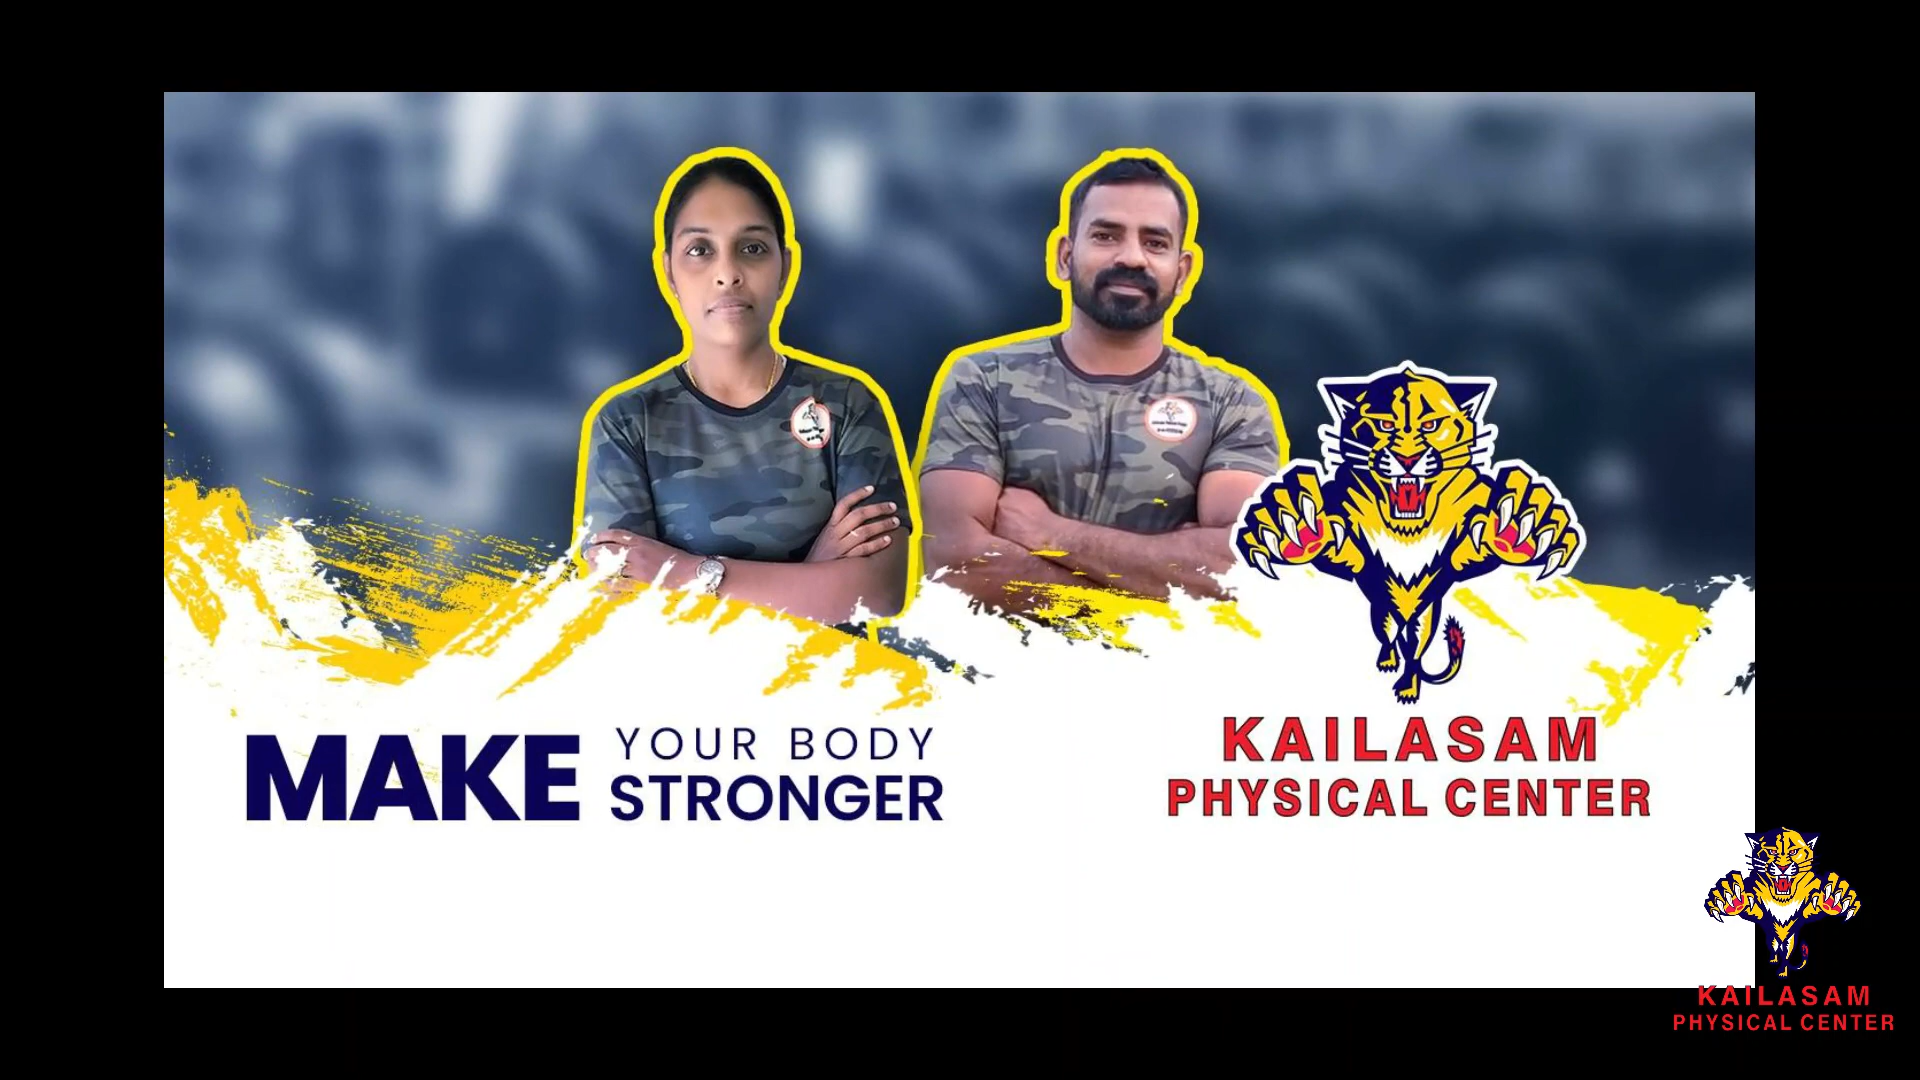 MAKE
YOUR BODY
STRONGER
KAILASAM
PHYSICAL CENTER
KAILASAM
PHYSICAL CENTER